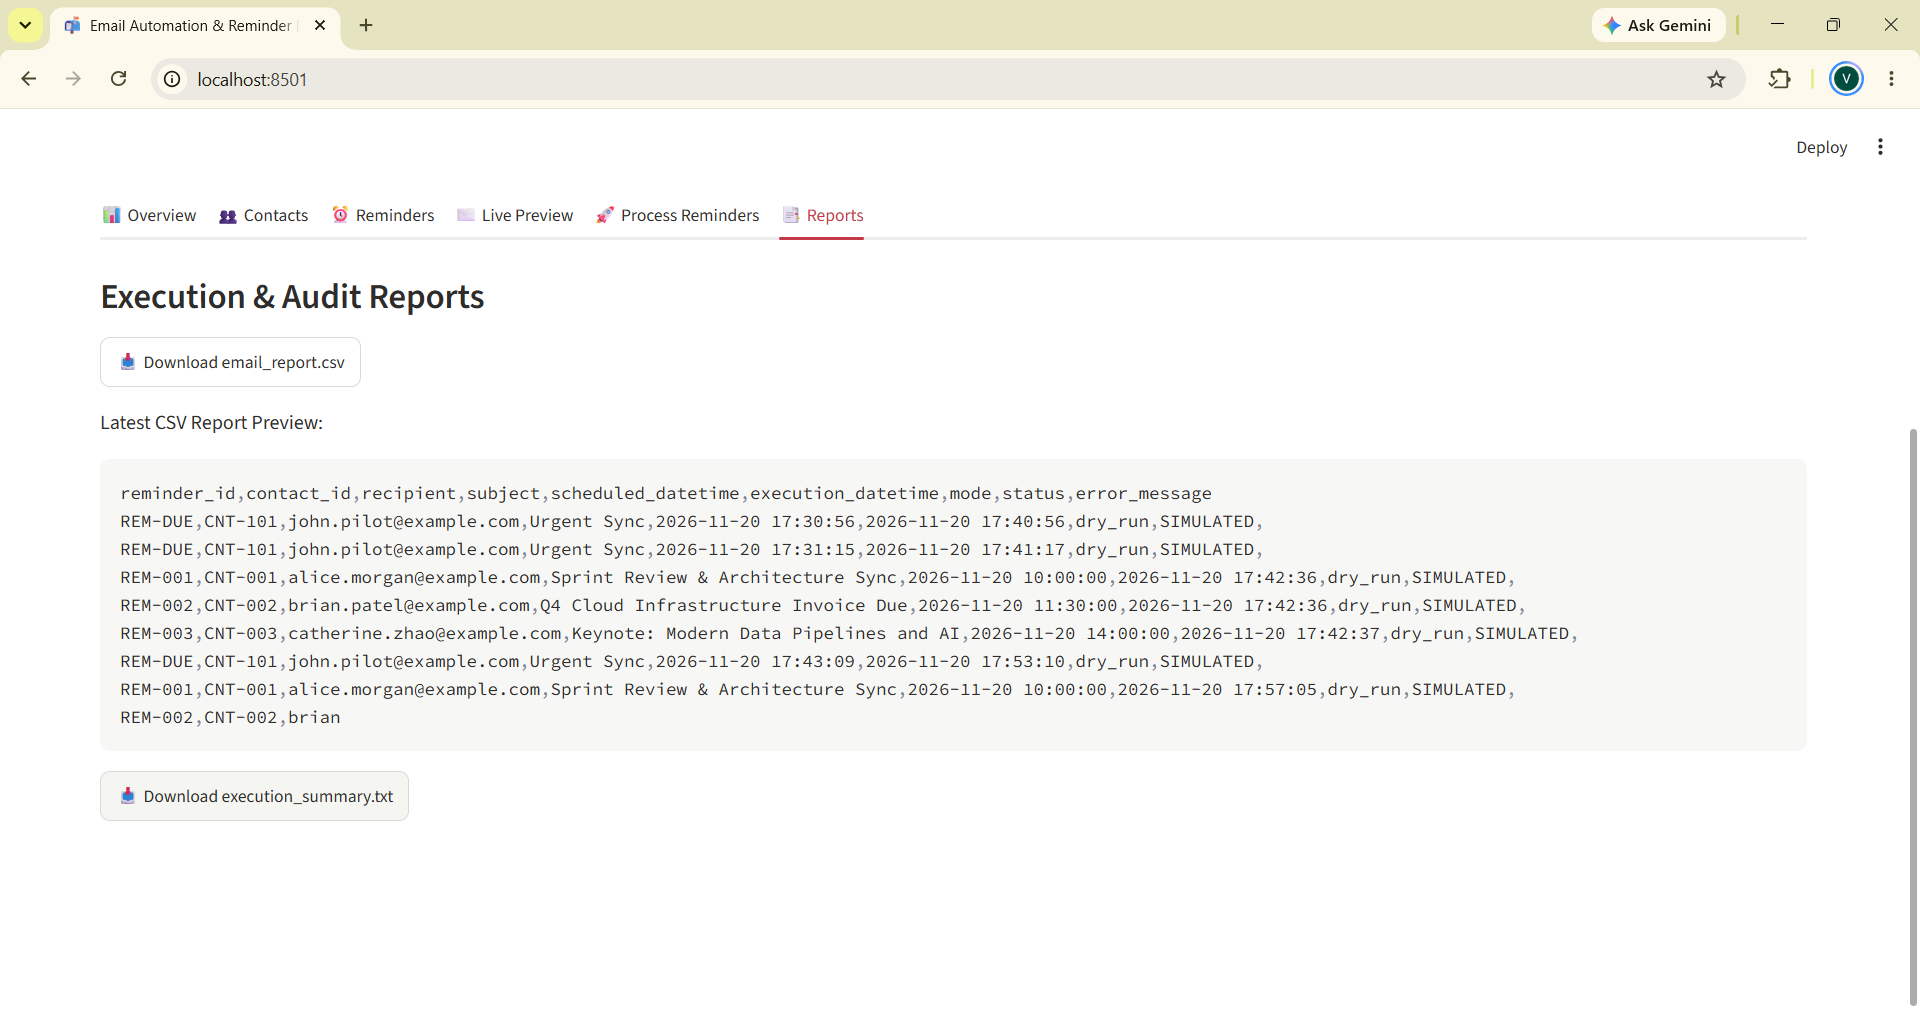 Email Automation & Reminder
Ask Gemini
localhost:8501
V
Deploy
Overview Contacts Reminders Live Preview Process Reminders Reports
Execution & Audit Reports
Download email_report.csv
Latest CSV Report Preview:
reminder_id,contact_id,recipient,subject,scheduled_datetime,execution_datetime,mode,status,error_message
REM-DUE,CNT-101,john.pilot@example.com,Urgent Sync,2026-11-20 17:30:56,2026-11-20 17:40:56,dry_run,SIMULATED,
REM-DUE,CNT-101,john.pilot@example.com,Urgent Sync,2026-11-20 17:31:15,2026-11-20 17:41:17,dry_run,SIMULATED,
REM-001,CNT-001,alice.morgan@example.com,Sprint Review & Architecture Sync,2026-11-20 10:00:00,2026-11-20 17:42:36,dry_run,SIMULATED,
REM-002,CNT-002,brian.patel@example.com,Q4 Cloud Infrastructure Invoice Due,2026-11-20 11:30:00,2026-11-20 17:42:36,dry_run,SIMULATED,
REM-003,CNT-003,catherine.zhao@example.com,Keynote: Modern Data Pipelines and AI,2026-11-20 14:00:00,2026-11-20 17:42:37,dry_run,SIMULATED,
REM-DUE,CNT-101,john.pilot@example.com,Urgent Sync,2026-11-20 17:43:09,2026-11-20 17:53:10,dry_run,SIMULATED,
REM-001,CNT-001,alice.morgan@example.com,Sprint Review & Architecture Sync,2026-11-20 10:00:00,2026-11-20 17:57:05,dry_run,SIMULATED,
REM-002,CNT-002,brian
Download execution_summary.txt